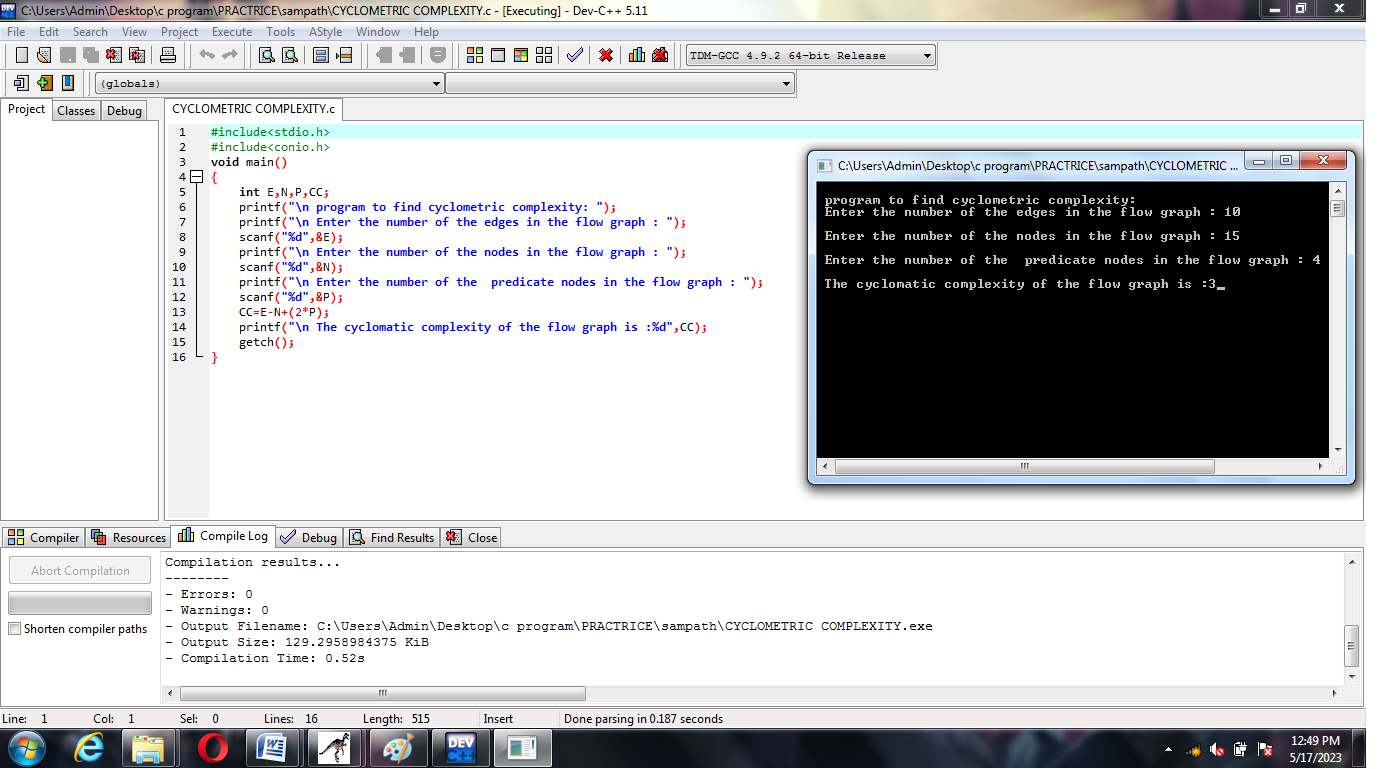 C:\Users\Admin\Desktop\c program\PRACTRICE\sampath\CYCLOMETRIC COMPLEXITY.c - [Executing] - Dev-C++ 5.11
File Edit Search View Project Execute Tools AStyle Window Help
TDM-GCC 4.9.2 64-bit Release
(globals)
Project Classes Debug
CYCLOMETRIC COMPLEXITY.c
1 #include<stdio.h>
2 #include<conio.h>
3 void main()
4 {
5 int E,N,P,CC;
6 printf("\n program to find cyclometric complexity: ");
7 printf("\n Enter the number of the edges in the flow graph : ");
8 scanf("%d",&E);
9 printf("\n Enter the number of the nodes in the flow graph : ");
10 scanf("%d",&N);
11 printf("\n Enter the number of the  predicate nodes in the flow graph : ");
12 scanf("%d",&P);
13 CC=E-N+(2*P);
14 printf("\n The cyclomatic complexity of the flow graph is :%d",CC);
15 getch();
16 }
C:\Users\Admin\Desktop\c program\PRACTRICE\sampath\CYCLOMETRIC ...
program to find cyclometric complexity:
Enter the number of the edges in the flow graph : 10
Enter the number of the nodes in the flow graph : 15
Enter the number of the  predicate nodes in the flow graph : 4
The cyclomatic complexity of the flow graph is :3_
Compiler Resources Compile Log Debug Find Results Close
Abort Compilation
Shorten compiler paths
Compilation results...
--------
- Errors: 0
- Warnings: 0
- Output Filename: C:\Users\Admin\Desktop\c program\PRACTRICE\sampath\CYCLOMETRIC COMPLEXITY.exe
- Output Size: 129.2958984375 KiB
- Compilation Time: 0.52s
Line: 1 Col: 1 Sel: 0 Lines: 16 Length: 515 Insert Done parsing in 0.187 seconds
DEV C++
12:49 PM
5/17/2023